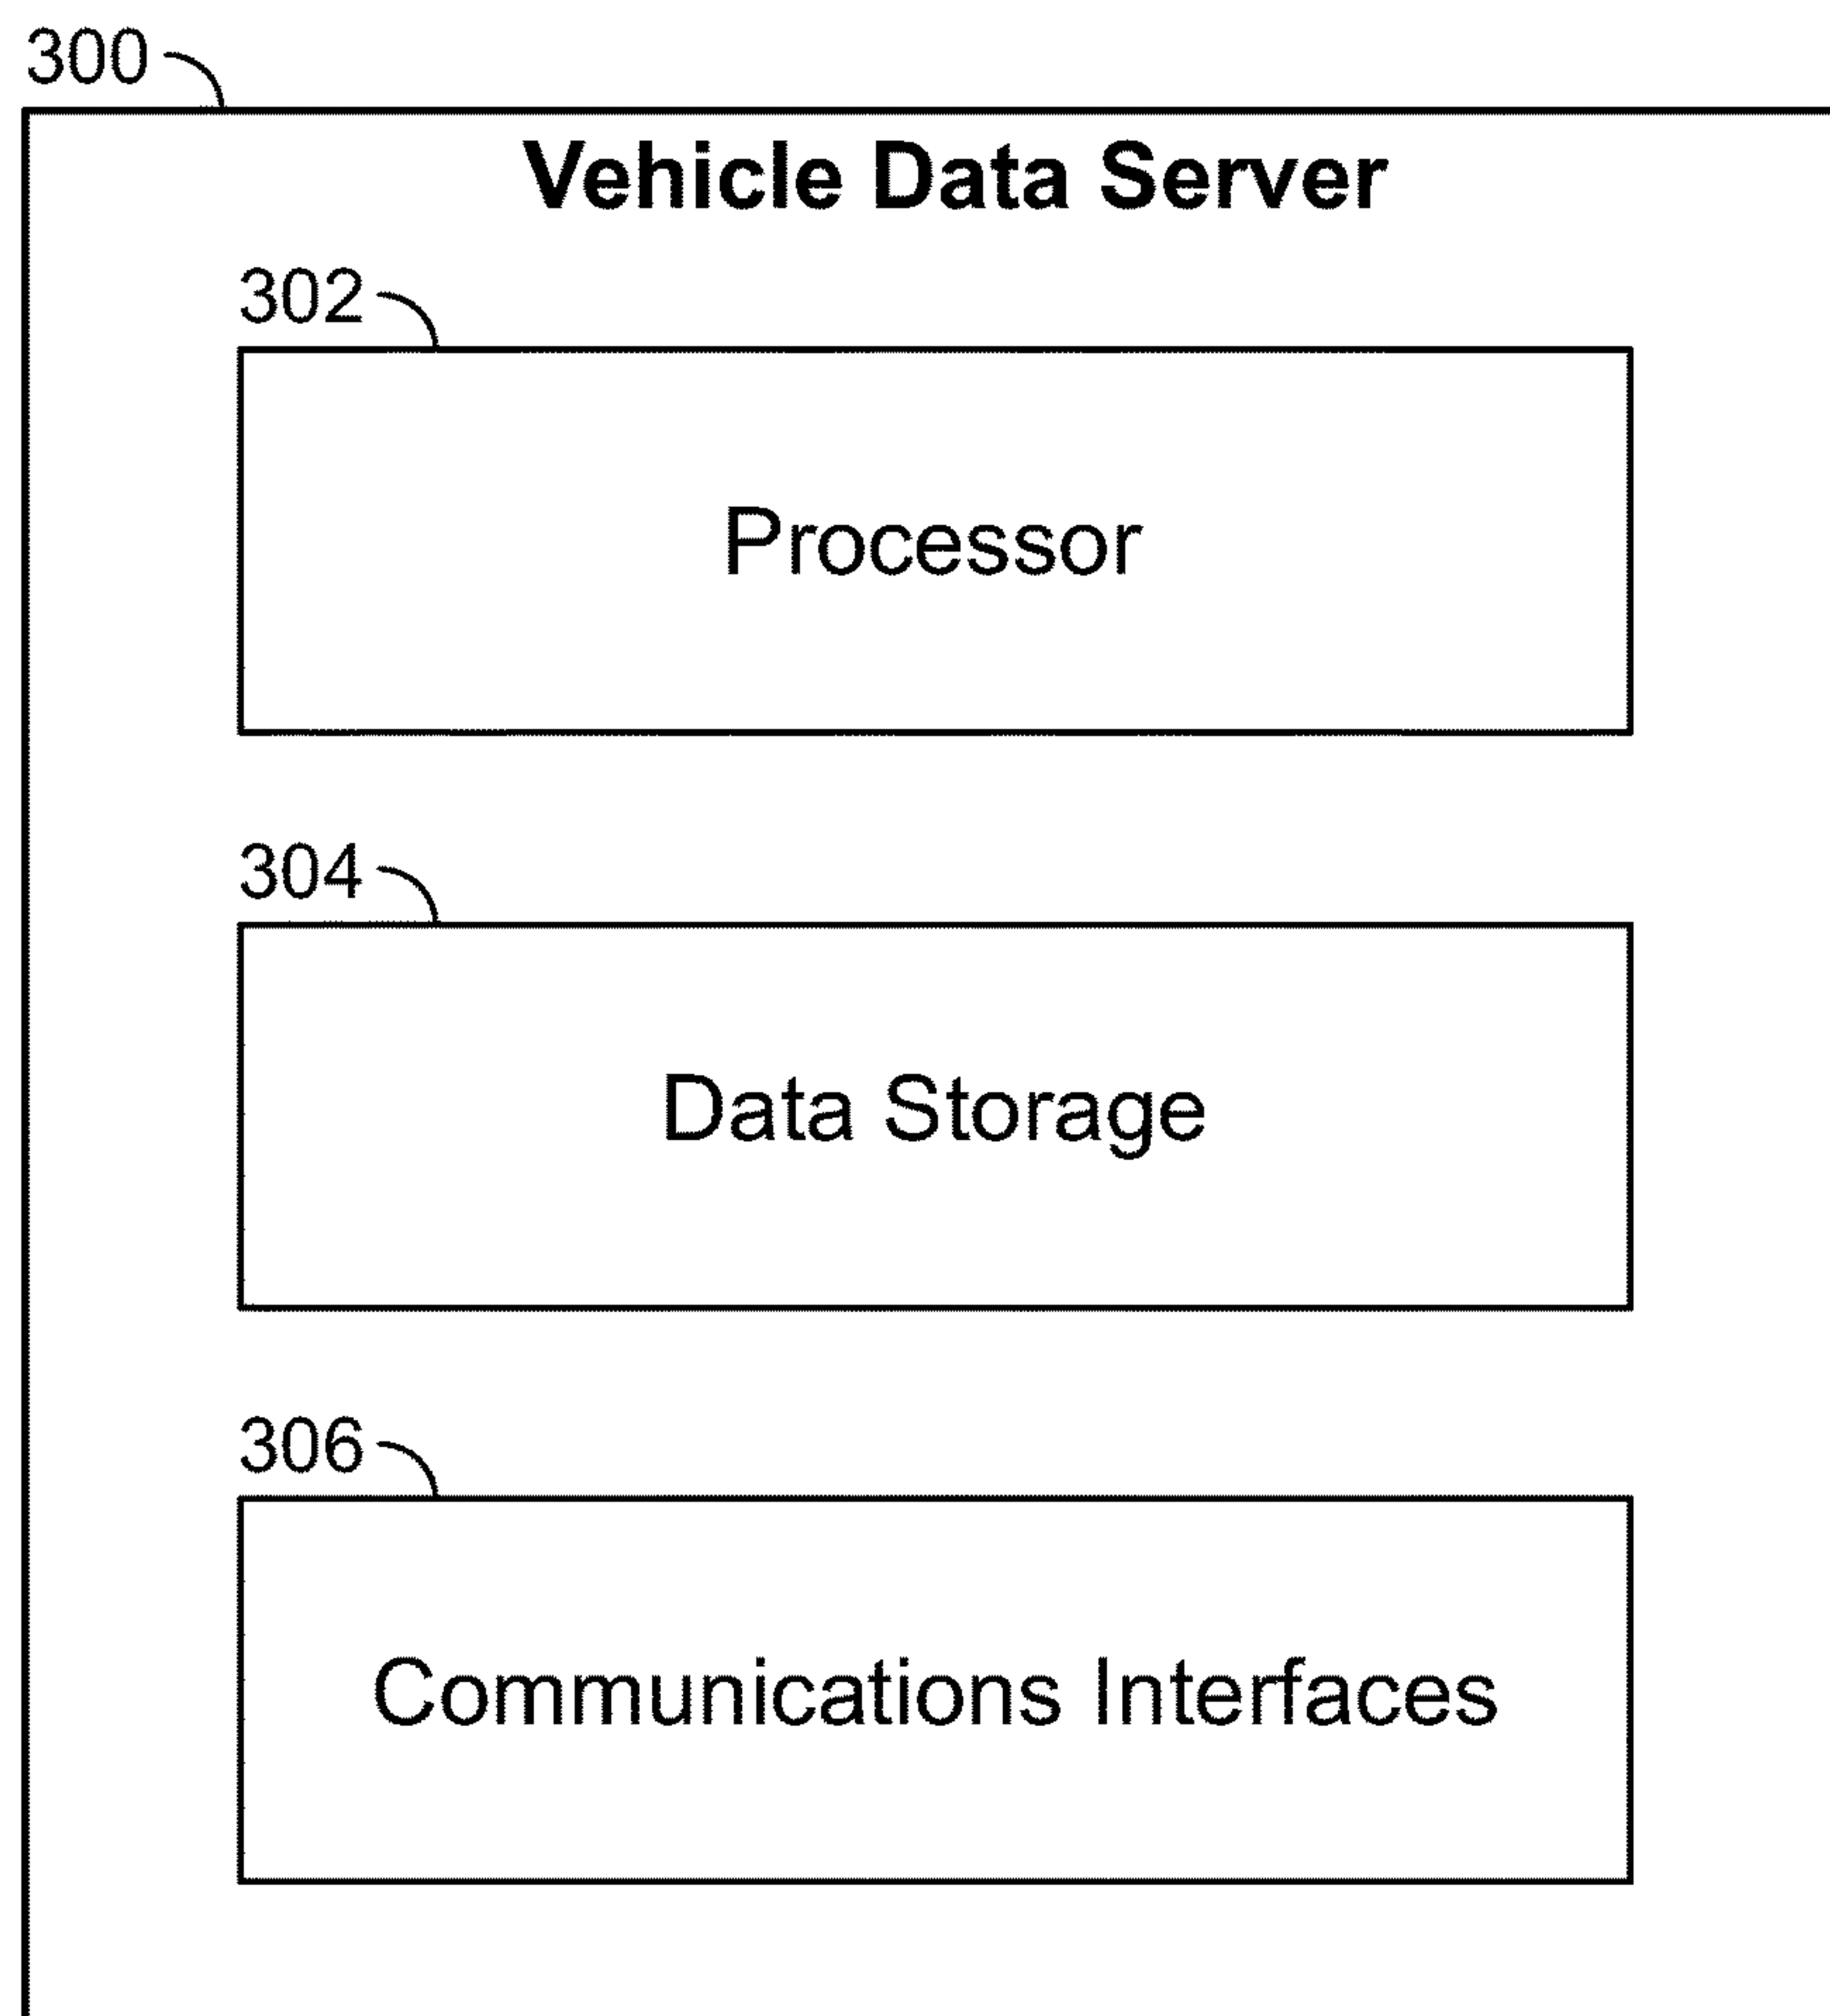 300
Vehicle Data Server
302
Processor
304
Data Storage
306
Communications Interfaces